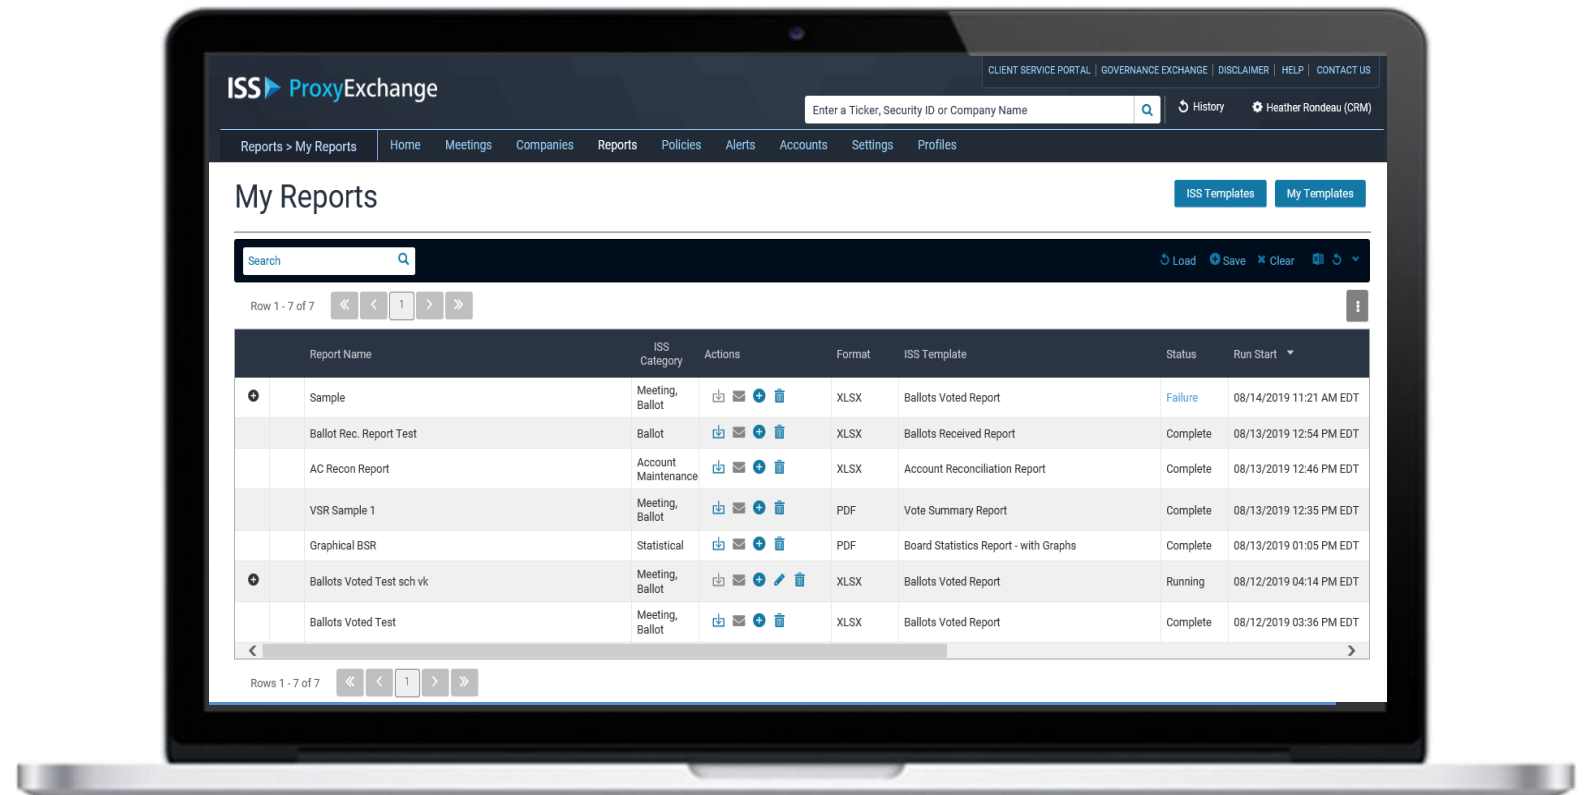 CLIENT SERVICE PORTAL | GOVERNANCE EXCHANGE | DISCLAIMER | HELP | CONTACT US
ISS ProxyExchange
Enter a Ticker, Security ID or Company Name
History
Heather Rondeau (CRM)
Reports > My Reports
Home Meetings Companies Reports Policies Alerts Accounts Settings Profiles
My Reports
ISS Templates
My Templates
Search
Load Save Clear
Row 1 - 7 of 7
1
Report Name ISS Category Actions Format ISS Template Status Run Start
Sample Meeting, Ballot XLSX Ballots Voted Report Failure 08/14/2019 11:21 AM EDT
Ballot Rec. Report Test Ballot XLSX Ballots Received Report Complete 08/13/2019 12:54 PM EDT
AC Recon Report Account Maintenance XLSX Account Reconciliation Report Complete 08/13/2019 12:46 PM EDT
VSR Sample 1 Meeting, Ballot PDF Vote Summary Report Complete 08/13/2019 12:35 PM EDT
Graphical BSR Statistical PDF Board Statistics Report - with Graphs Complete 08/13/2019 01:05 PM EDT
Ballots Voted Test sch vk Meeting, Ballot XLSX Ballots Voted Report Running 08/12/2019 04:14 PM EDT
Ballots Voted Test Meeting, Ballot XLSX Ballots Voted Report Complete 08/12/2019 03:36 PM EDT
Rows 1 - 7 of 7
1